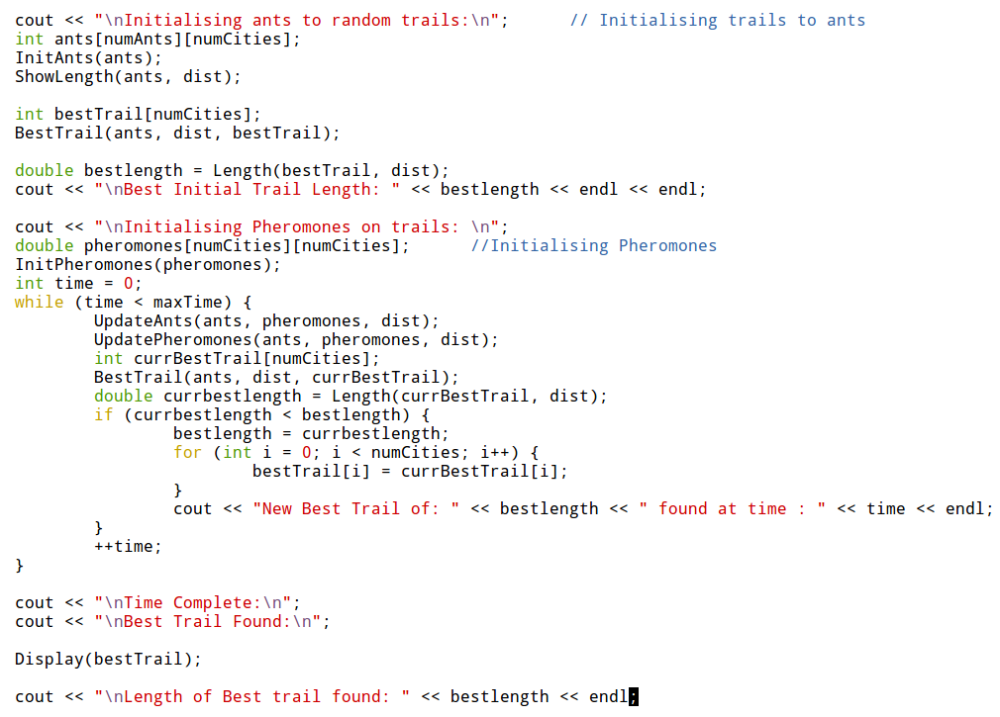 cout << "\nInitialising ants to random trails:\n";      // Initialising trails to ants
int ants[numAnts][numCities];
InitAnts(ants);
ShowLength(ants, dist);

int bestTrail[numCities];
BestTrail(ants, dist, bestTrail);

double bestlength = Length(bestTrail, dist);
cout << "\nBest Initial Trail Length: " << bestlength << endl << endl;

cout << "\nInitialising Pheromones on trails: \n";
double pheromones[numCities][numCities];      //Initialising Pheromones
InitPheromones(pheromones);
int time = 0;
while (time < maxTime) {
        UpdateAnts(ants, pheromones, dist);
        UpdatePheromones(ants, pheromones, dist);
        int currBestTrail[numCities];
        BestTrail(ants, dist, currBestTrail);
        double currbestlength = Length(currBestTrail, dist);
        if (currbestlength < bestlength) {
                bestlength = currbestlength;
                for (int i = 0; i < numCities; i++) {
                        bestTrail[i] = currBestTrail[i];
                }
                cout << "New Best Trail of: " << bestlength << " found at time : " << time << endl;
        }
        ++time;
}

cout << "\nTime Complete:\n";
cout << "\nBest Trail Found:\n";

Display(bestTrail);

cout << "\nLength of Best trail found: " << bestlength << endl;